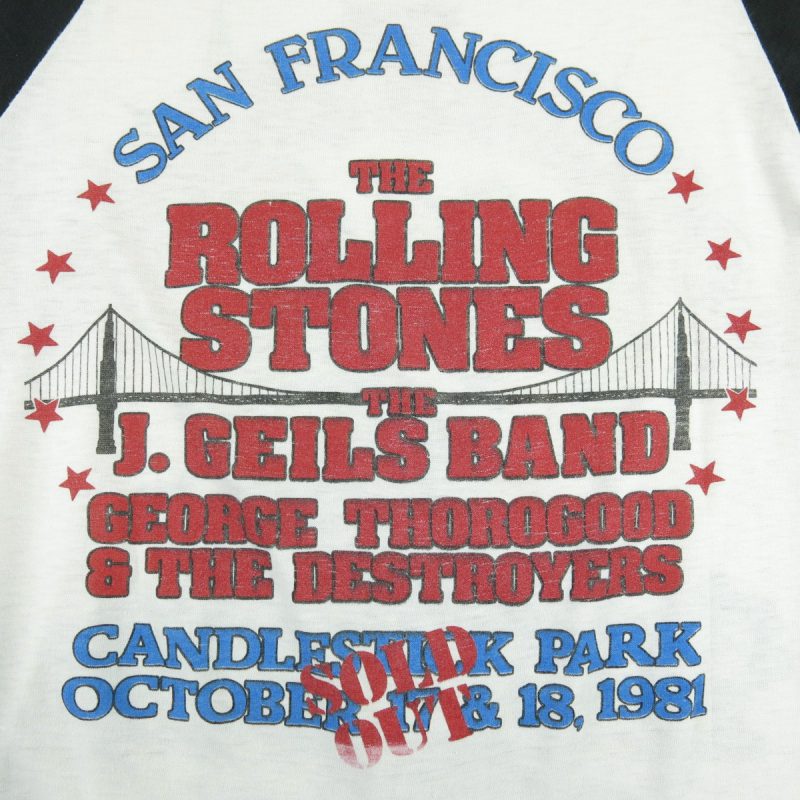 SAN FRANCISCO
THE
ROLLING
STONES
THE
J. GEILS BAND
GEORGE THOROGOOD
& THE DESTROYERS
CANDLESTICK PARK
OCTOBER 17 & 18, 1981
SOLD
OUT